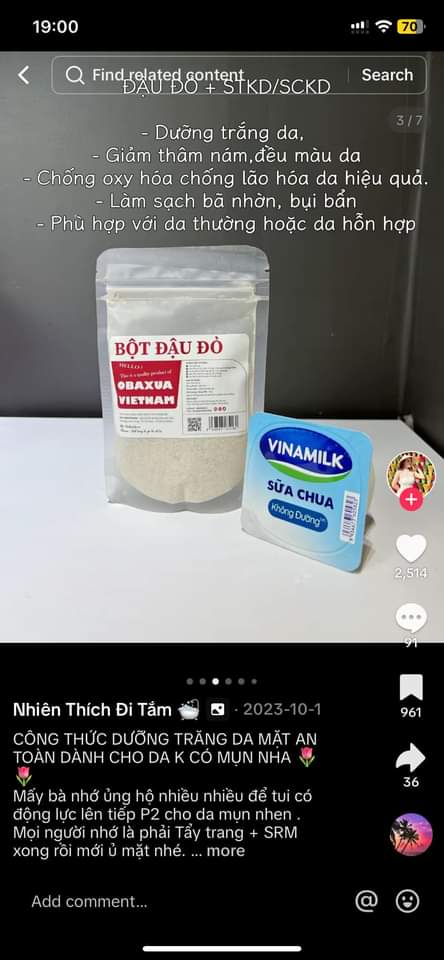 19:00
70
Find related content
Search
ĐẬU ĐỎ + STKD/SCKD
3 / 7
- Dưỡng trắng da,
- Giảm thâm nám,đều màu da
- Chống oxy hóa chống lão hóa da hiệu quả.
- Làm sạch bã nhờn, bụi bẩn
- Phù hợp với da thường hoặc da hỗn hợp
BỘT ĐẬU ĐỎ
HELLO !
This is a quality product of
OBAXUA
VIETNAM
VINAMILK
SỮA CHUA
Không Đường
2,514
91
961
36
Nhiên Thích Đi Tắm 🛁 · 2023-10-1
CÔNG THỨC DƯỠNG TRẮNG DA MẶT AN
TOÀN DÀNH CHO DA K CÓ MỤN NHA 🌷
🌷
Mấy bà nhớ ủng hộ nhiều nhiều để tui có
động lực lên tiếp P2 cho da mụn nhen .
Mọi người nhớ là phải Tẩy trang + SRM
xong rồi mới ủ mặt nhé. ... more
Add comment...